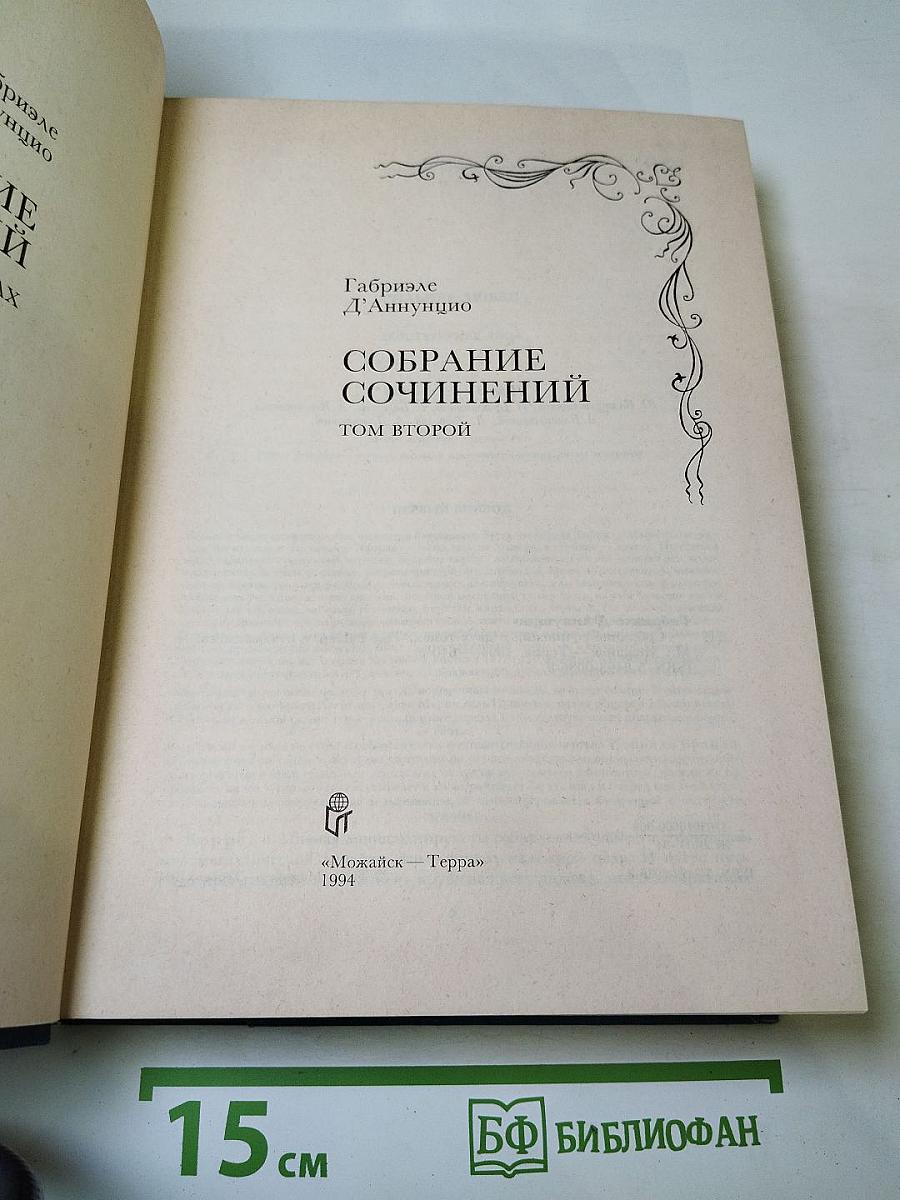 Габриэле
Д'Аннунцио
СОБРАНИЕ
СОЧИНЕНИЙ
ТОМ ВТОРОЙ
«Можайск—Терра»
1994
15 см
БФ БИБЛИОФАН